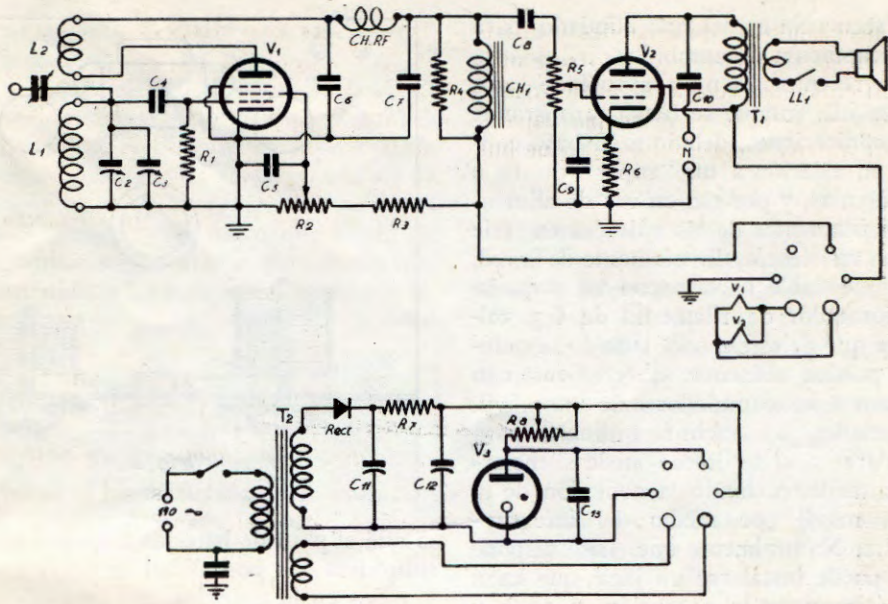 L2
V1
CH.RF
C8
V2
C4
C6
C7
R4
CH1
R5
C10
T1
LL1
L1
C2
C3
R1
C5
C9
R6
M
R2
R3
V1
V2
T2
Rect
R7
R8
V3
C11
C12
C13
110 ~